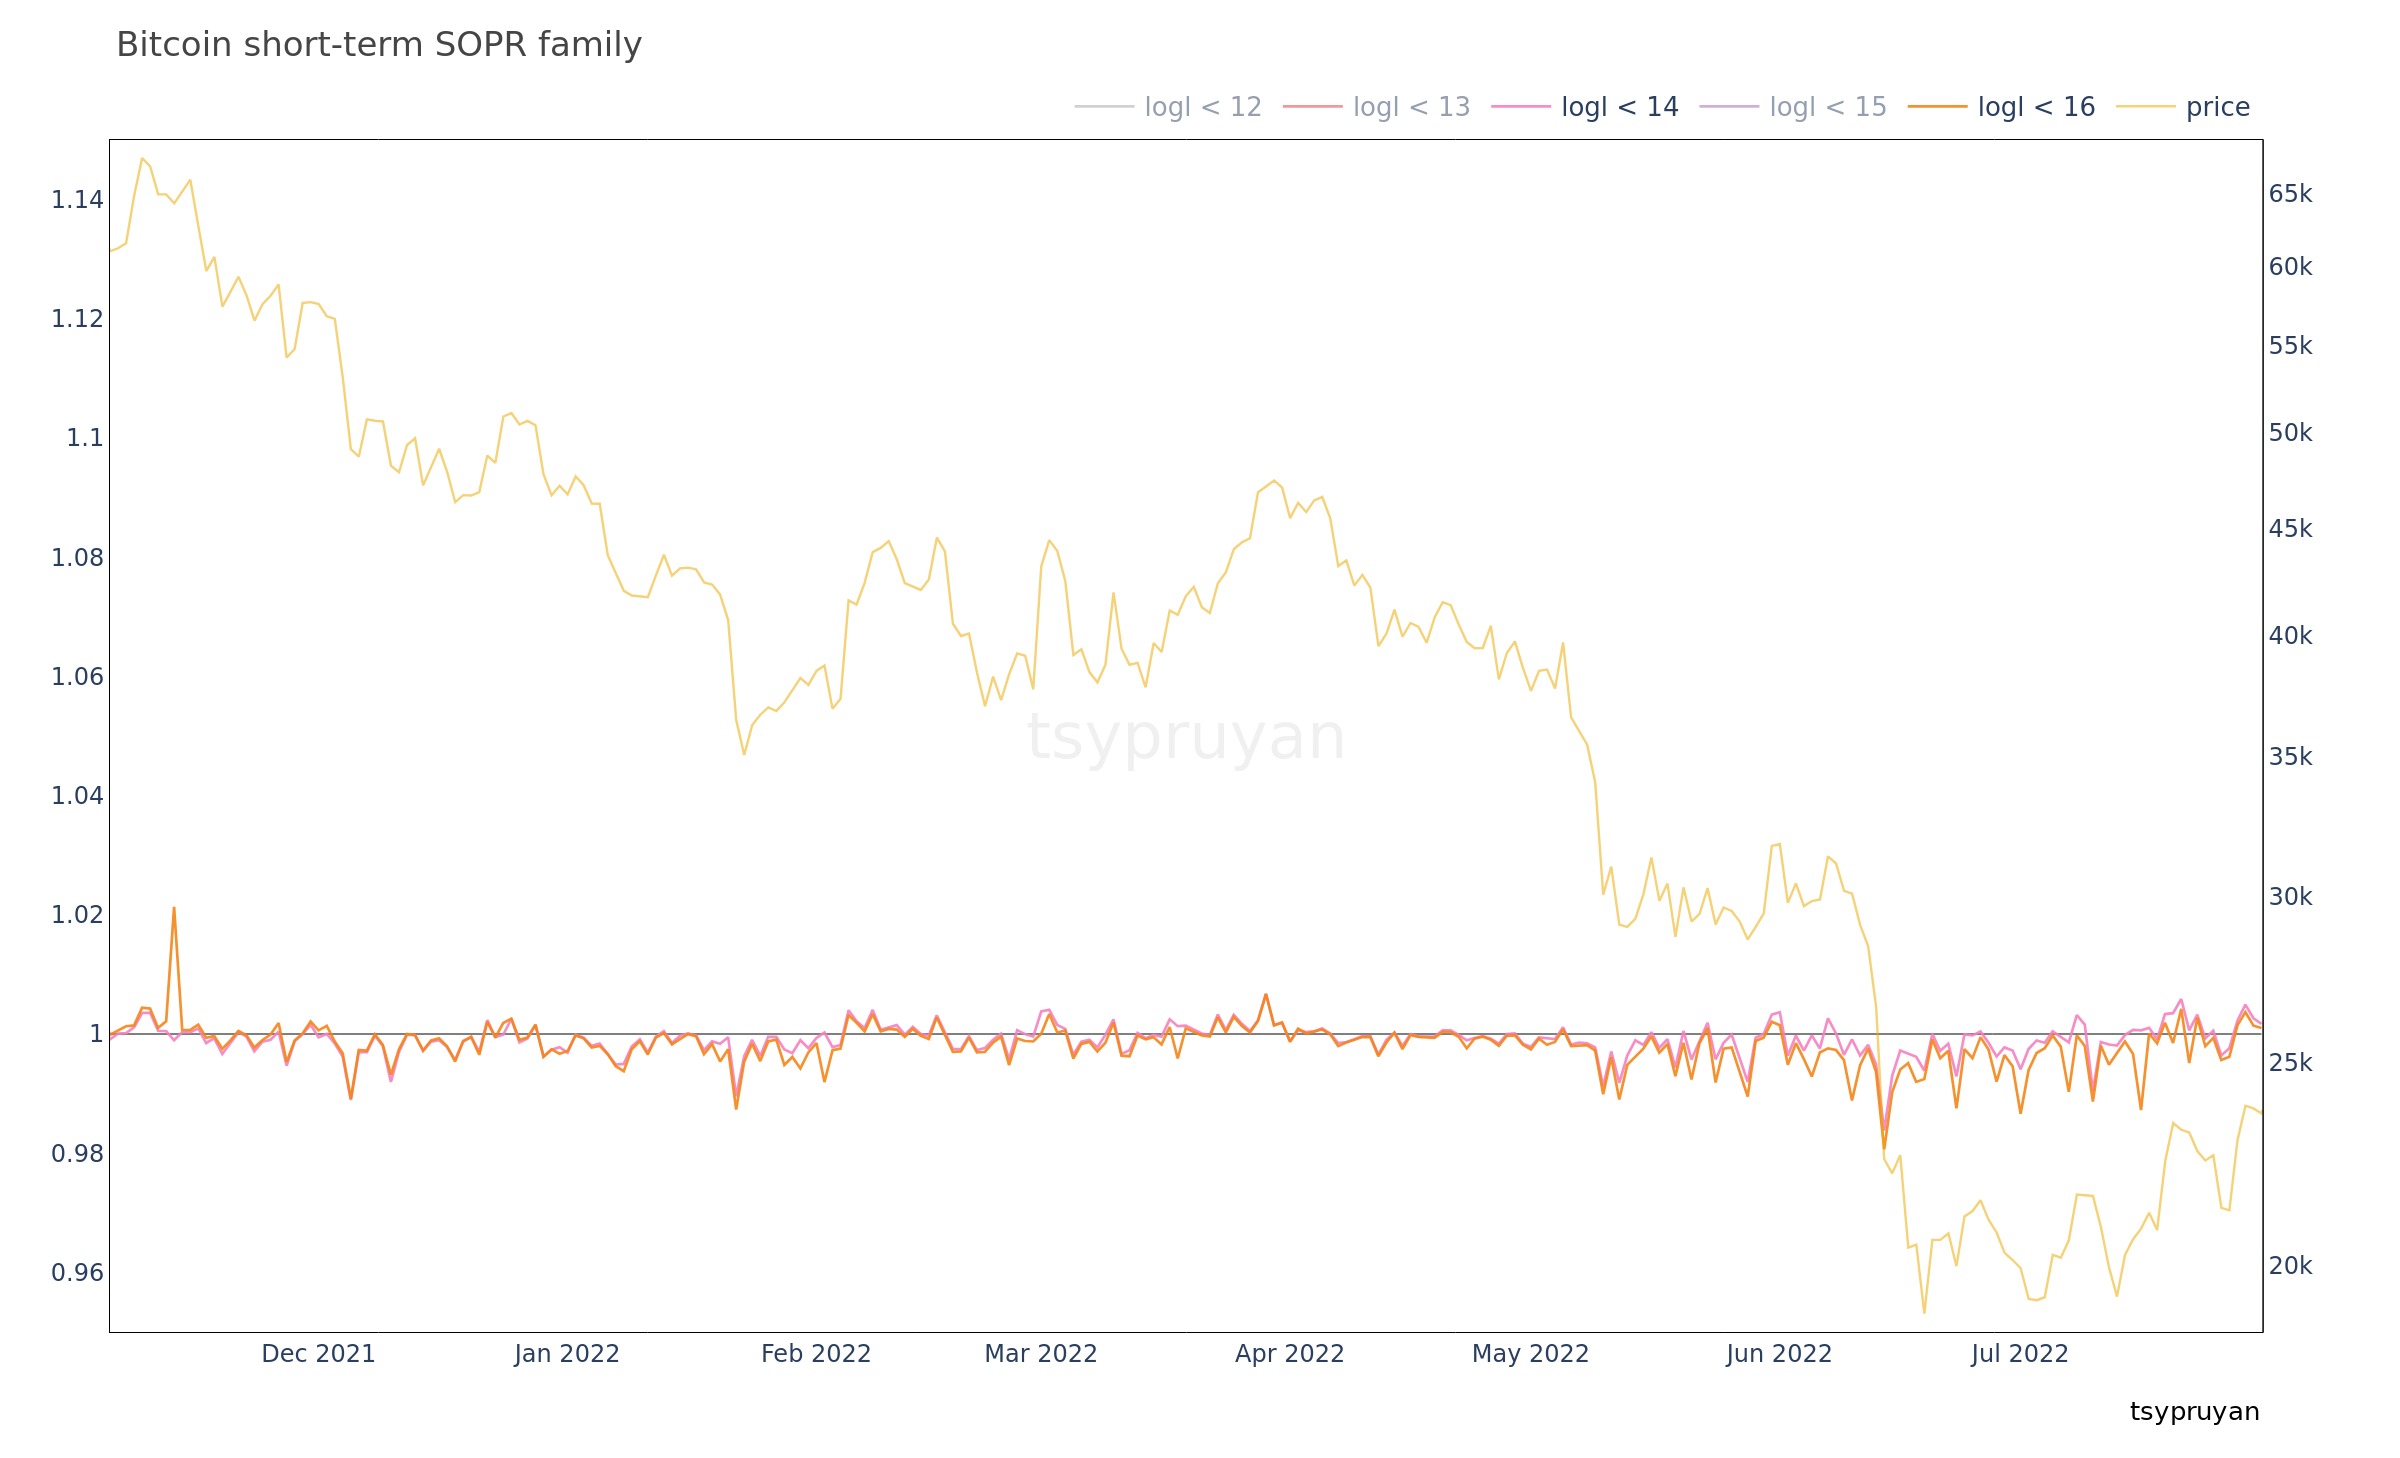 Bitcoin short-term SOPR family
logl < 12 logl < 13 logl < 14 logl < 15 logl < 16 price
1.14 65k
60k
1.12
55k
1.1 50k
45k
1.08
40k
1.06
tsypruyan
35k
1.04
30k
1.02
1
25k
0.98
0.96 20k
Dec 2021 Jan 2022 Feb 2022 Mar 2022 Apr 2022 May 2022 Jun 2022 Jul 2022
tsypruyan